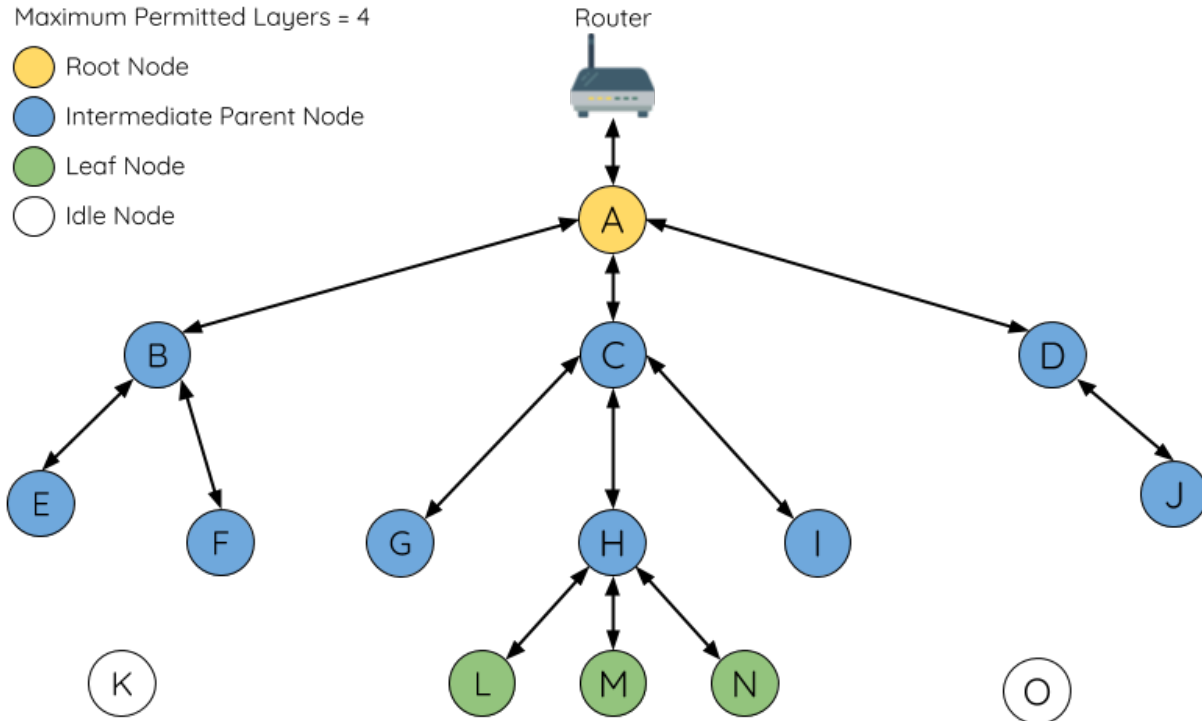 Maximum Permitted Layers = 4
Router
Root Node
Intermediate Parent Node
Leaf Node
Idle Node
A
B
C
D
E
F
G
H
I
J
K
L
M
N
O